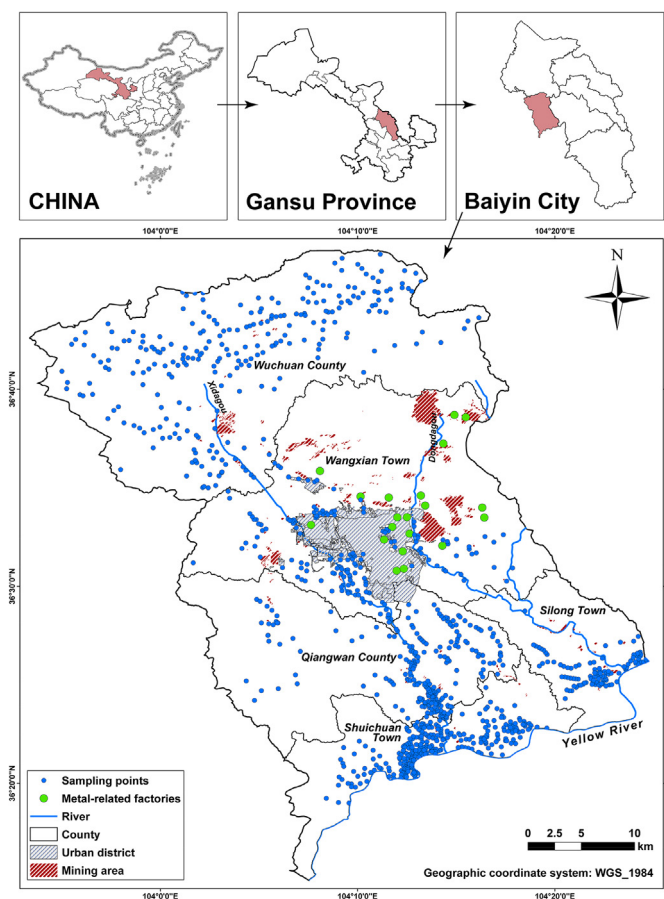 CHINA
Gansu Province
Baiyin City
104°0'0"E
104°10'0"E
104°20'0"E
N
36°40'0"N
36°30'0"N
36°20'0"N
Wuchuan County
Xidagou
Dongdagou
Wangxian Town
Silong Town
Qiangwan County
Shuichuan
Town
Yellow River
Sampling points
Metal-related factories
River
County
Urban district
Mining area
0 2.5 5 10
km
Geographic coordinate system: WGS_1984
104°0'0"E
104°10'0"E
104°20'0"E